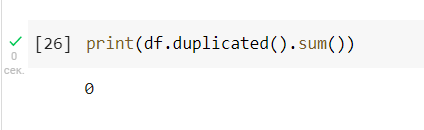 [26] print(df.duplicated().sum())
0
сек.
0